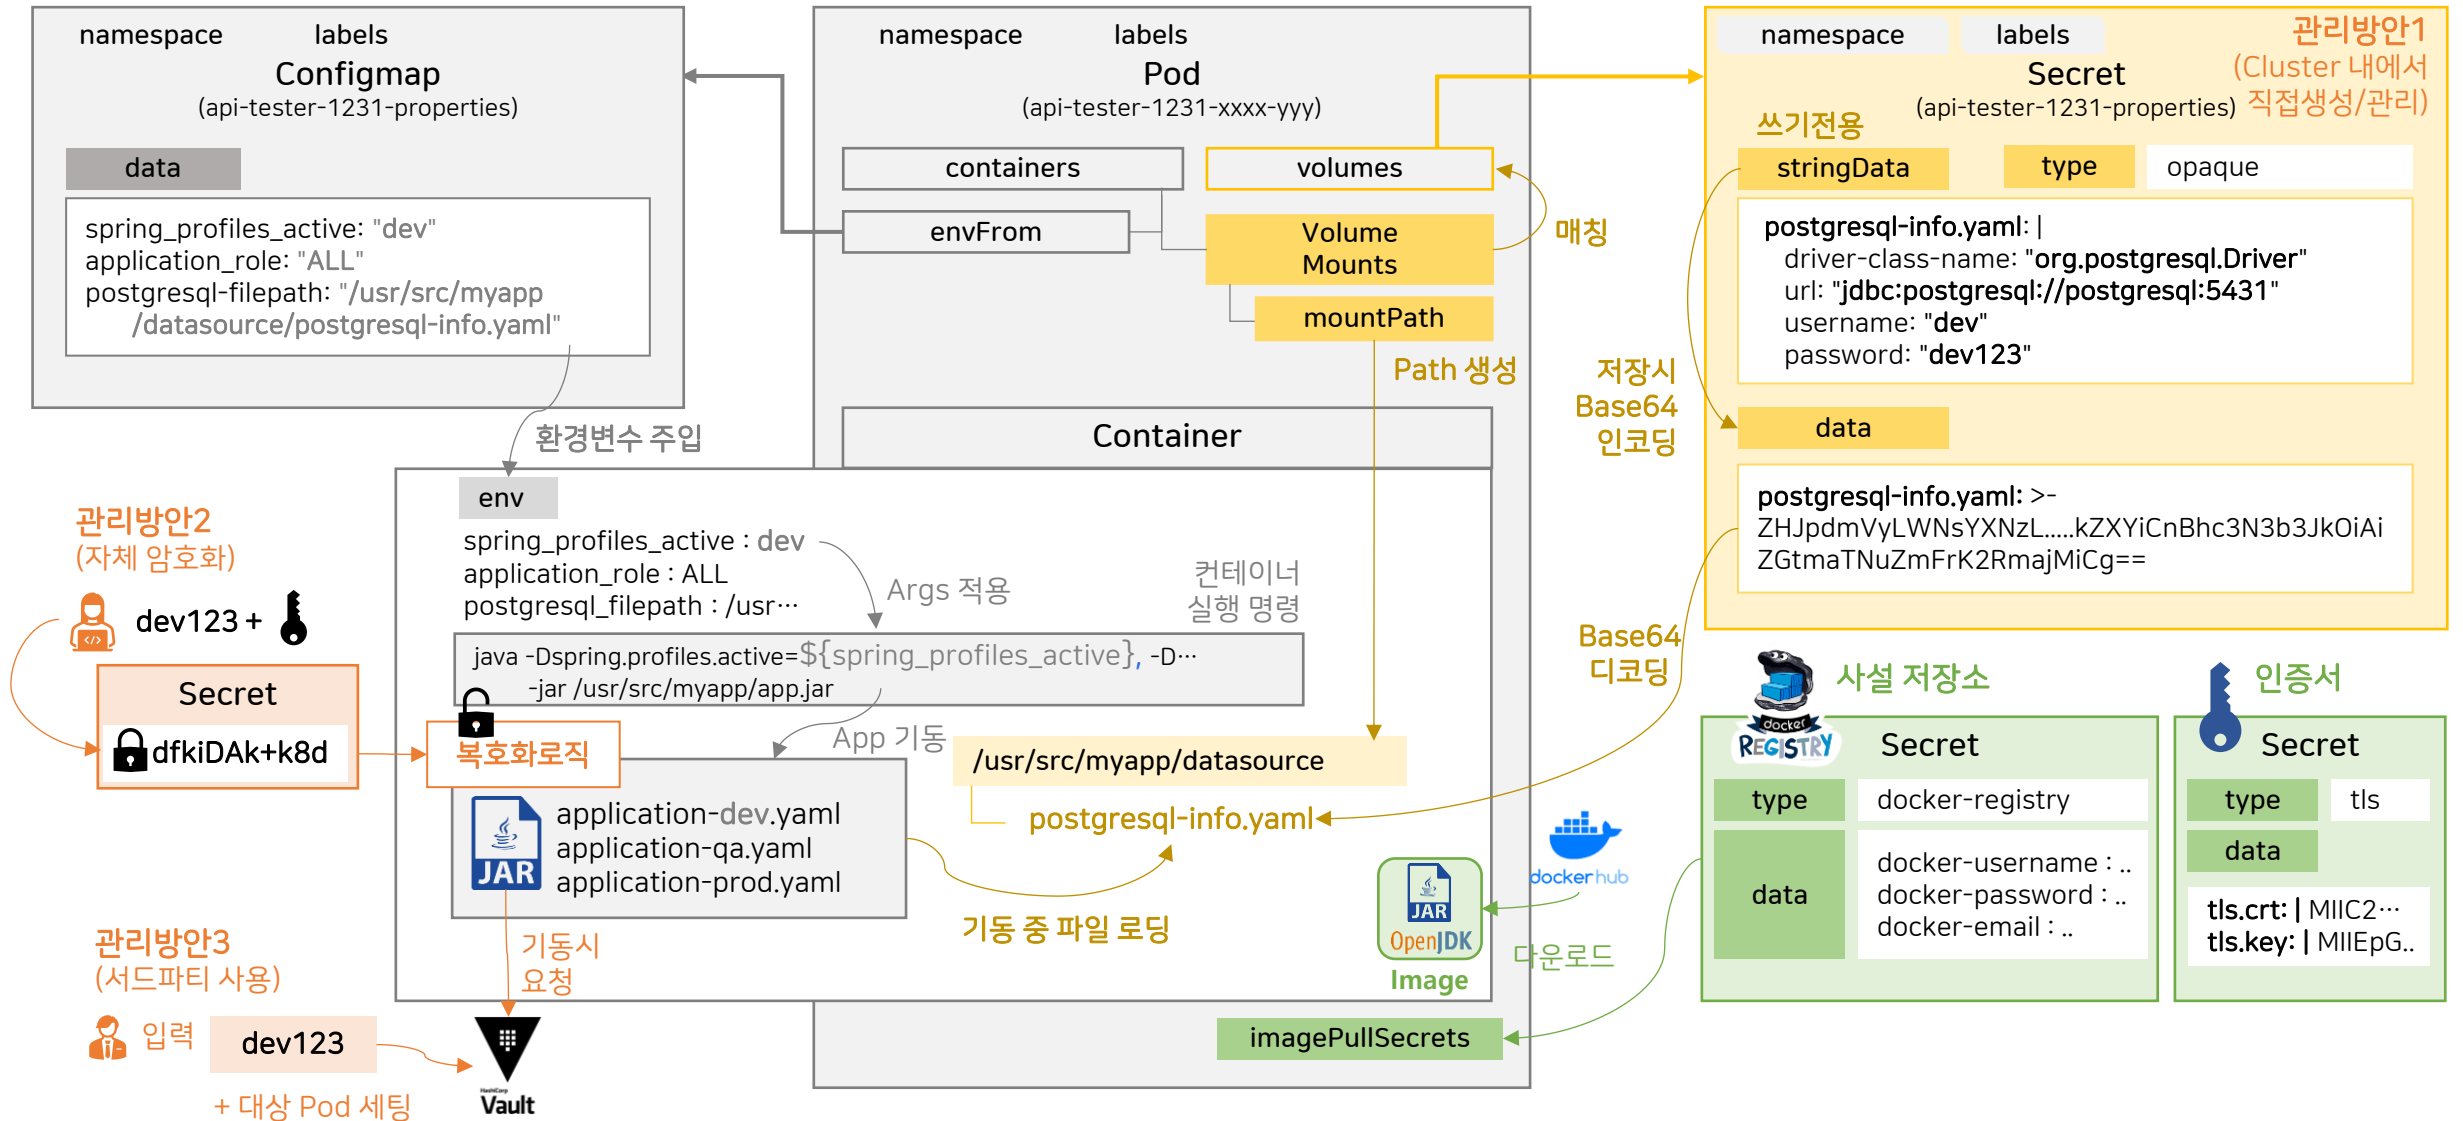 namespace labels
Configmap
(api-tester-1231-properties)
data
spring_profiles_active: "dev"
application_role: "ALL"
postgresql-filepath: "/usr/src/myapp
/datasource/postgresql-info.yaml"
환경변수 주입
namespace labels
Pod
(api-tester-1231-xxxx-yyy)
containers
volumes
envFrom
Volume
Mounts
매칭
mountPath
Path 생성
Container
관리방안1
(Cluster 내에서
직접생성/관리)
namespace labels
Secret
(api-tester-1231-properties)
쓰기전용
stringData
type
opaque
postgresql-info.yaml: |
driver-class-name: "org.postgresql.Driver"
url: "jdbc:postgresql://postgresql:5431"
username: "dev"
password: "dev123"
저장시
Base64
인코딩
data
postgresql-info.yaml: >-
ZHJpdmVyLWNsYXNzL.....kZXYiCnBhc3N3b3JkOiAi
ZGtmaTNuZmFrK2RmajMiCg==
Base64
디코딩
env
spring_profiles_active : dev
application_role : ALL
postgresql_filepath : /usr…
Args 적용
컨테이너
실행 명령
java -Dspring.profiles.active=${spring_profiles_active}, -D…
-jar /usr/src/myapp/app.jar
App 기동
복호화로직
JAR
application-dev.yaml
application-qa.yaml
application-prod.yaml
/usr/src/myapp/datasource
postgresql-info.yaml
기동 중 파일 로딩
기동시
요청
JAR
OpenJDK
Image
dockerhub
다운로드
imagePullSecrets
관리방안2
(자체 암호화)
dev123 +
Secret
dfkiDAk+k8d
관리방안3
(서드파티 사용)
입력
dev123
+ 대상 Pod 세팅
HashiCorp
Vault
사설 저장소
docker
REGISTRY
Secret
type
docker-registry
data
docker-username : ..
docker-password : ..
docker-email : ..
인증서
Secret
type
tls
data
tls.crt: | MIIC2…
tls.key: | MIIEpG..